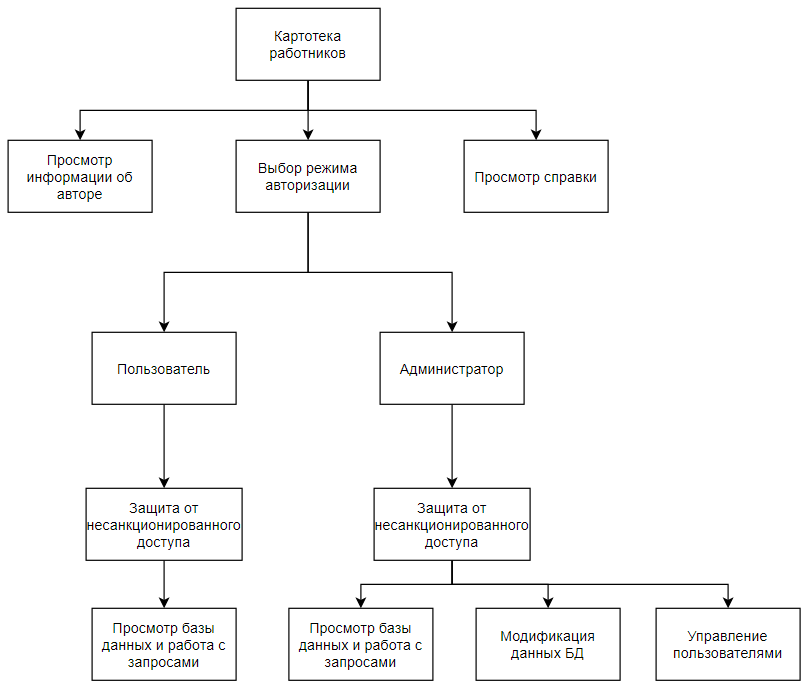 Картотека
работников
Просмотр
информации об
авторе
Выбор режима
авторизации
Просмотр справки
Пользователь
Администратор
Защита от
несанкционированного
доступа
Защита от
несанкционированного
доступа
Просмотр базы
данных и работа с
запросами
Просмотр базы
данных и работа с
запросами
Модификация
данных БД
Управление
пользователями